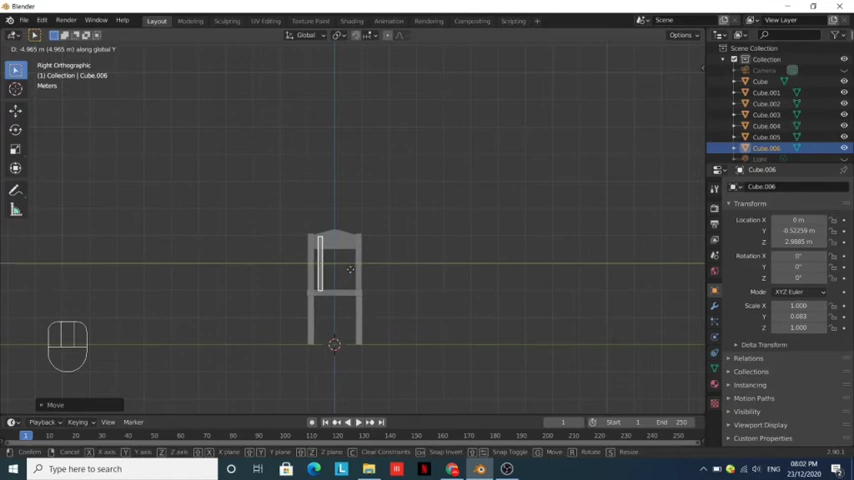 Blender
File Edit Render Window Help Layout Modeling Sculpting UV Editing Texture Paint Shading Animation Rendering Compositing Scripting + Scene View Layer
Global Options
D: -4.965 m (4.965 m) along global Y
Right Orthographic
(1) Collection | Cube.006
Meters
Scene Collection
Collection
Camera
Cube
Cube.001
Cube.002
Cube.003
Cube.004
Cube.005
Cube.006
Light
Cube.006
Cube.006
Transform
Location X 0 m
Y -0.52259 m
Z 2.9885 m
Rotation X 0°
Y 0°
Z 0°
Mode XYZ Euler
Scale X 1.000
Y 0.083
Z 1.000
Delta Transform
Relations
Collections
Instancing
Motion Paths
Visibility
Viewport Display
Custom Properties
Move
Playback Keying View Marker 1 Start 1 End 250
1 10 20 30 40 50 60 70 80 90 100 110 120 130 140 150 160 170 180 190 200 210 220 230 240 250
Confirm Cancel X axis Y axis Z axis X plane Y plane Z plane Clear Constraints Snap Invert Snap Toggle Move Rotate Resize 2.90.1
Type here to search
ENG
08:02 PM
23/12/2020